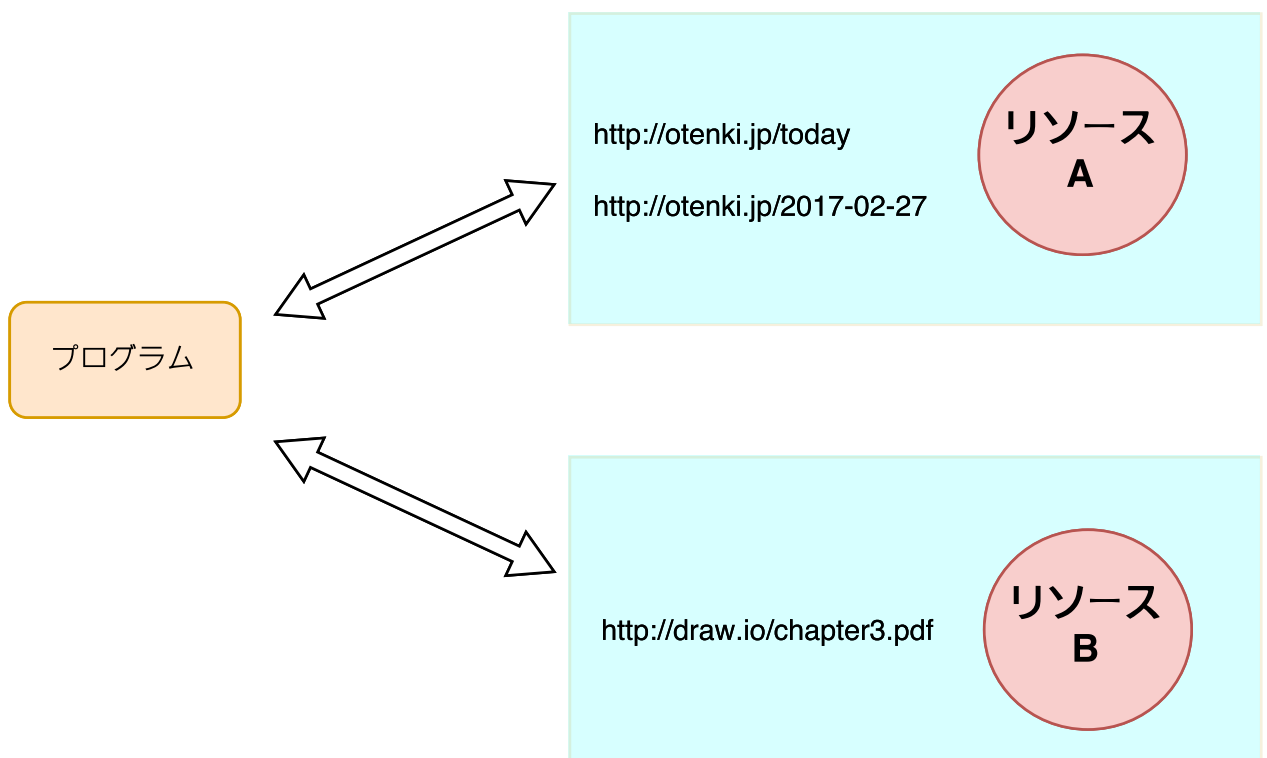 http://otenki.jp/today
リソース
A
http://otenki.jp/2017-02-27
プログラム
http://draw.io/chapter3.pdf
リソース
B